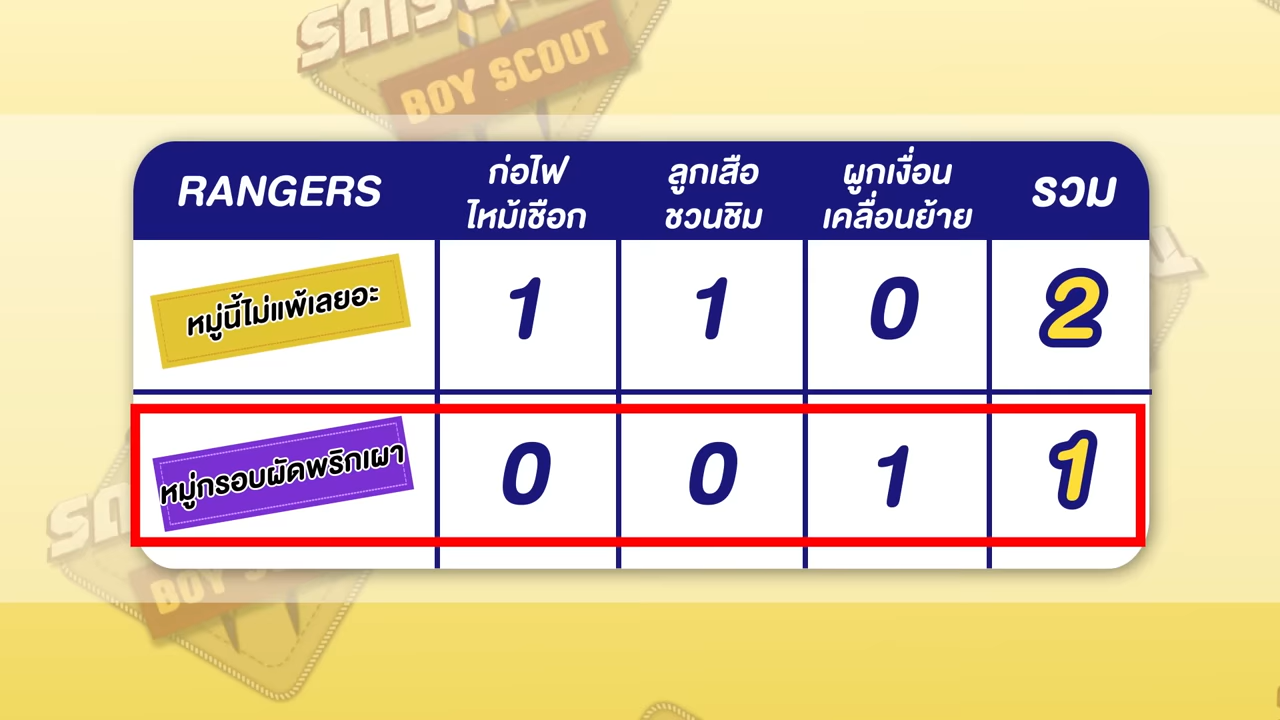 BOY SCOUT
RANGERS
ก่อไฟ
ไหม้เชือก
ลูกเสือ
ชวนชิม
ผูกเงื่อน
เคลื่อนย้าย
รวม
หมู่นี้ไม่แพ้เลยอะ
1
1
0
2
หมู่กรอบผัดพริกเผา
0
0
1
1